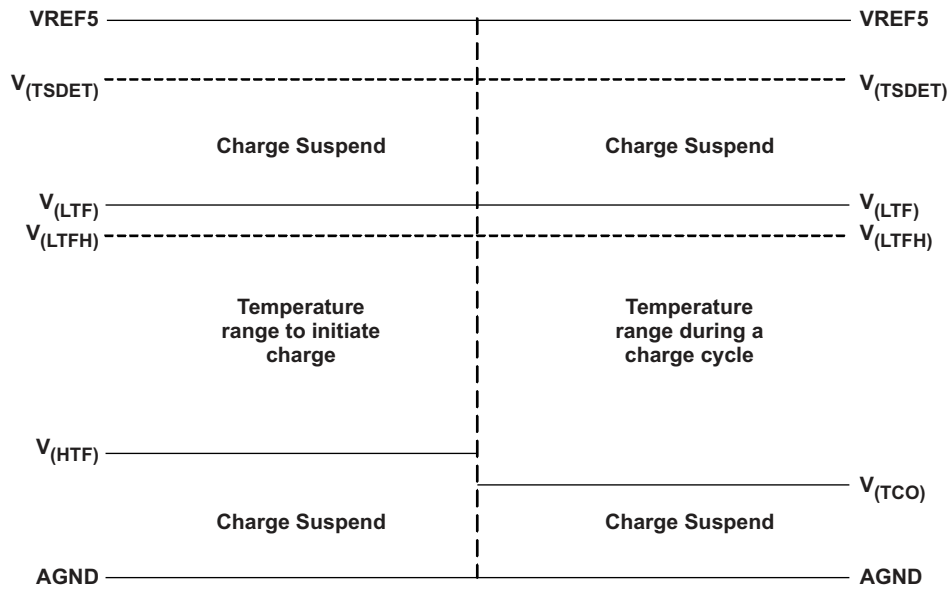 VREF5 VREF5
V(TSDET) V(TSDET)
Charge Suspend Charge Suspend
V(LTF) V(LTF)
V(LTFH) V(LTFH)
Temperature
range to initiate
charge
Temperature
range during a
charge cycle
V(HTF)
V(TCO)
Charge Suspend Charge Suspend
AGND AGND